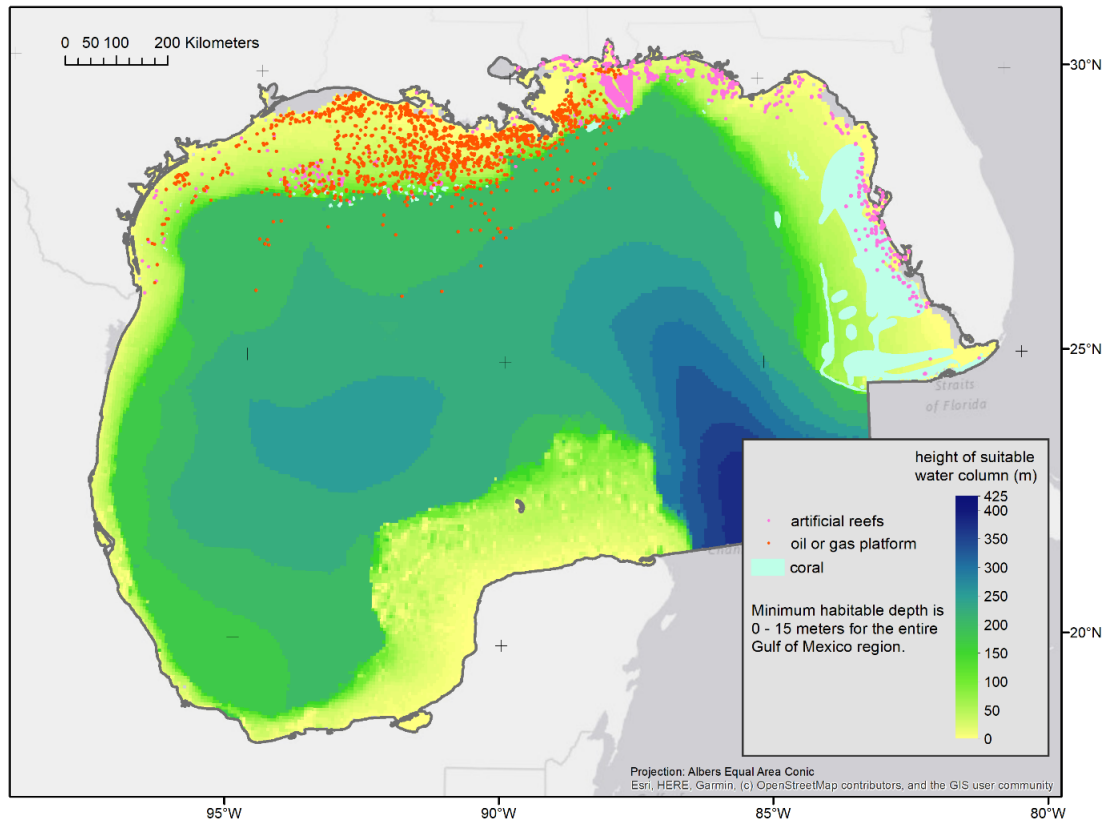 0 50 100 200 Kilometers
30°N
25°N
Straits
of Florida
height of suitable
water column (m)
425
400
350
300
250
200
150
100
50
0
artificial reefs
oil or gas platform
coral
Minimum habitable depth is
0 - 15 meters for the entire
Gulf of Mexico region.
20°N
Projection: Albers Equal Area Conic
Esri, HERE, Garmin, (c) OpenStreetMap contributors, and the GIS user community
95°W
90°W
85°W
80°W